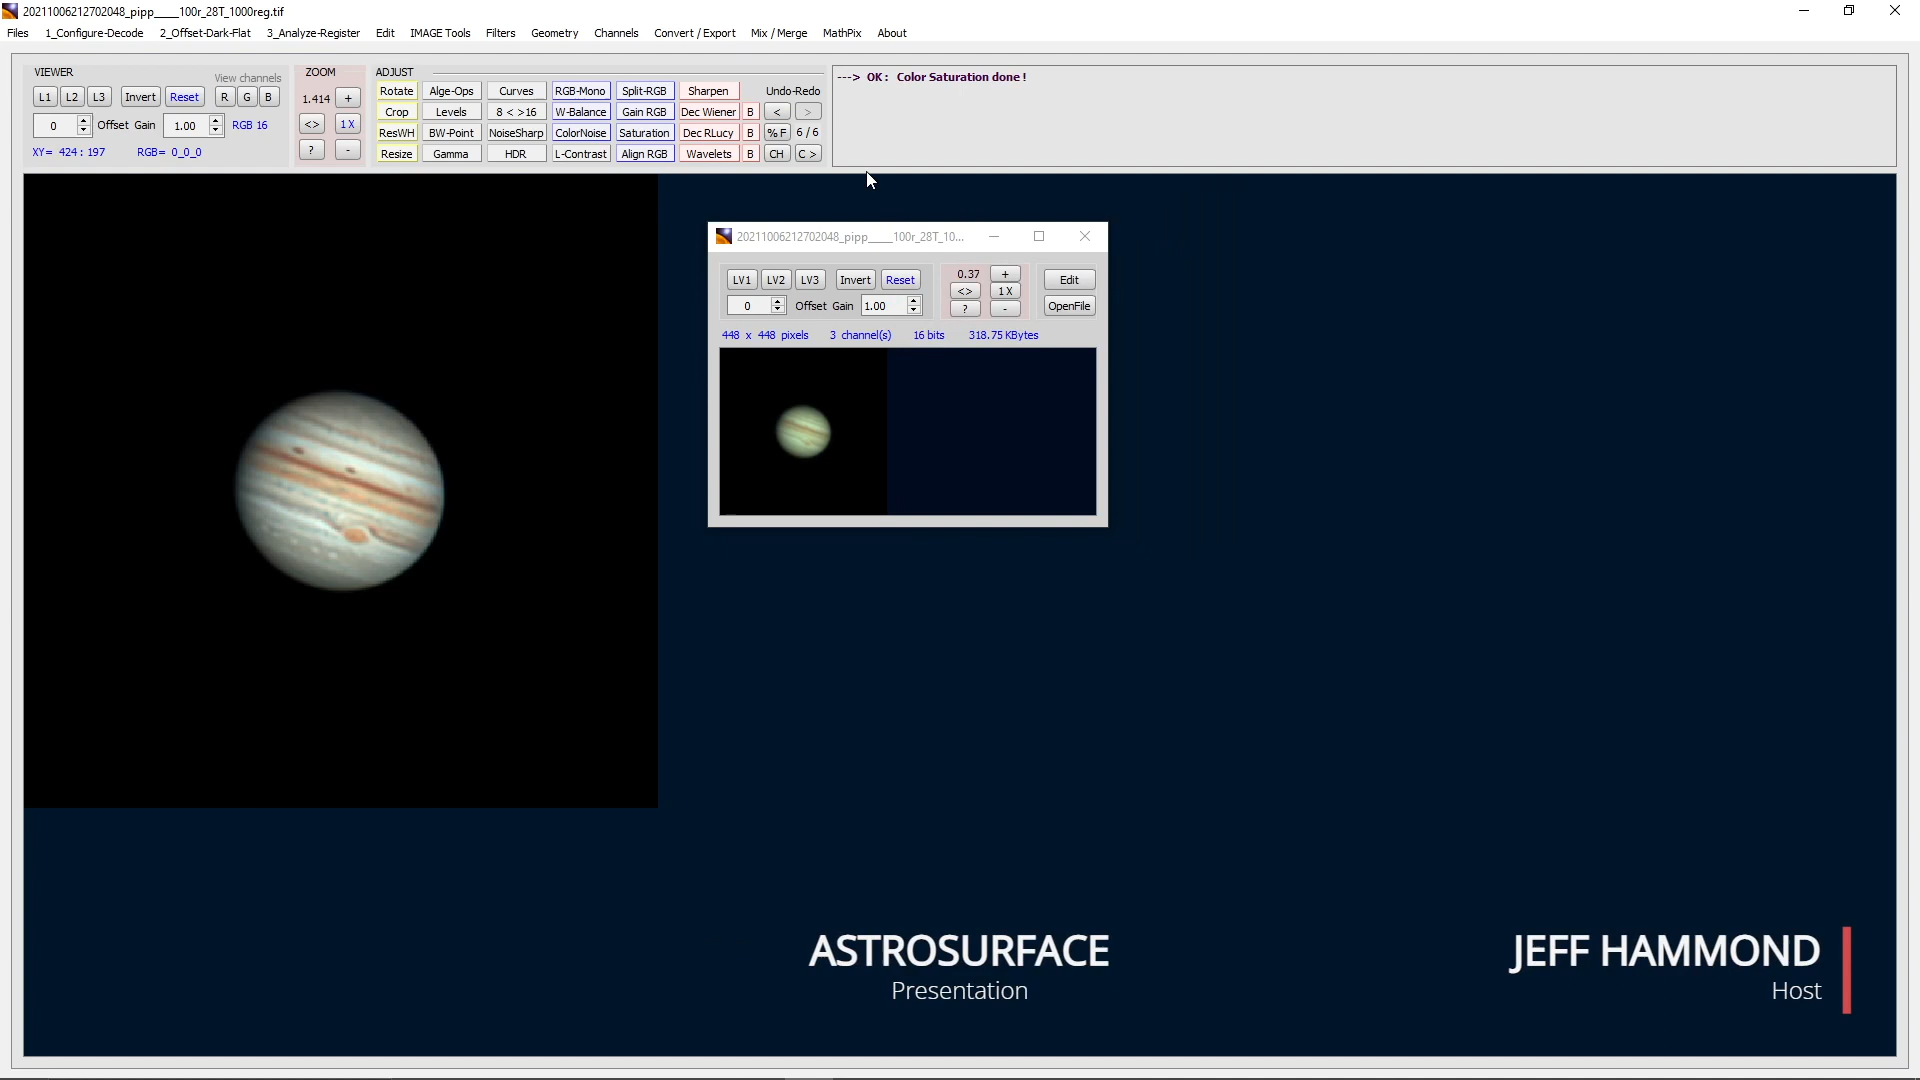 20211006212702048_pipp____100r_28T_1000reg.tif
Files 1_Configure-Decode 2_Offset-Dark-Flat 3_Analyze-Register Edit IMAGE Tools Filters Geometry Channels Convert / Export Mix / Merge MathPix About
VIEWER View channels ZOOM ADJUST
---> OK: Color Saturation done!
L1 L2 L3 Invert Reset R G B 1.414 + Rotate Alge-Ops Curves RGB-Mono Split-RGB Sharpen Undo-Redo
<> 1X Crop Levels 8 < >16 W-Balance Gain RGB Dec Wiener B < >
0 Offset Gain 1.00 RGB 16 ResWH BW-Point NoiseSharp ColorNoise Saturation Dec RLucy B % F 6 / 6
XY= 424 : 197 RGB= 0_0_0 ? - Resize Gamma HDR L-Contrast Align RGB Wavelets B CH C >
20211006212702048_pipp____100r_28T_10...
LV1 LV2 LV3 Invert Reset 0.37 + Edit
<> 1X
0 Offset Gain 1.00 ? - OpenFile
448 x 448 pixels 3 channel(s) 16 bits 318.75 KBytes
ASTROSURFACE
Presentation
JEFF HAMMOND
Host